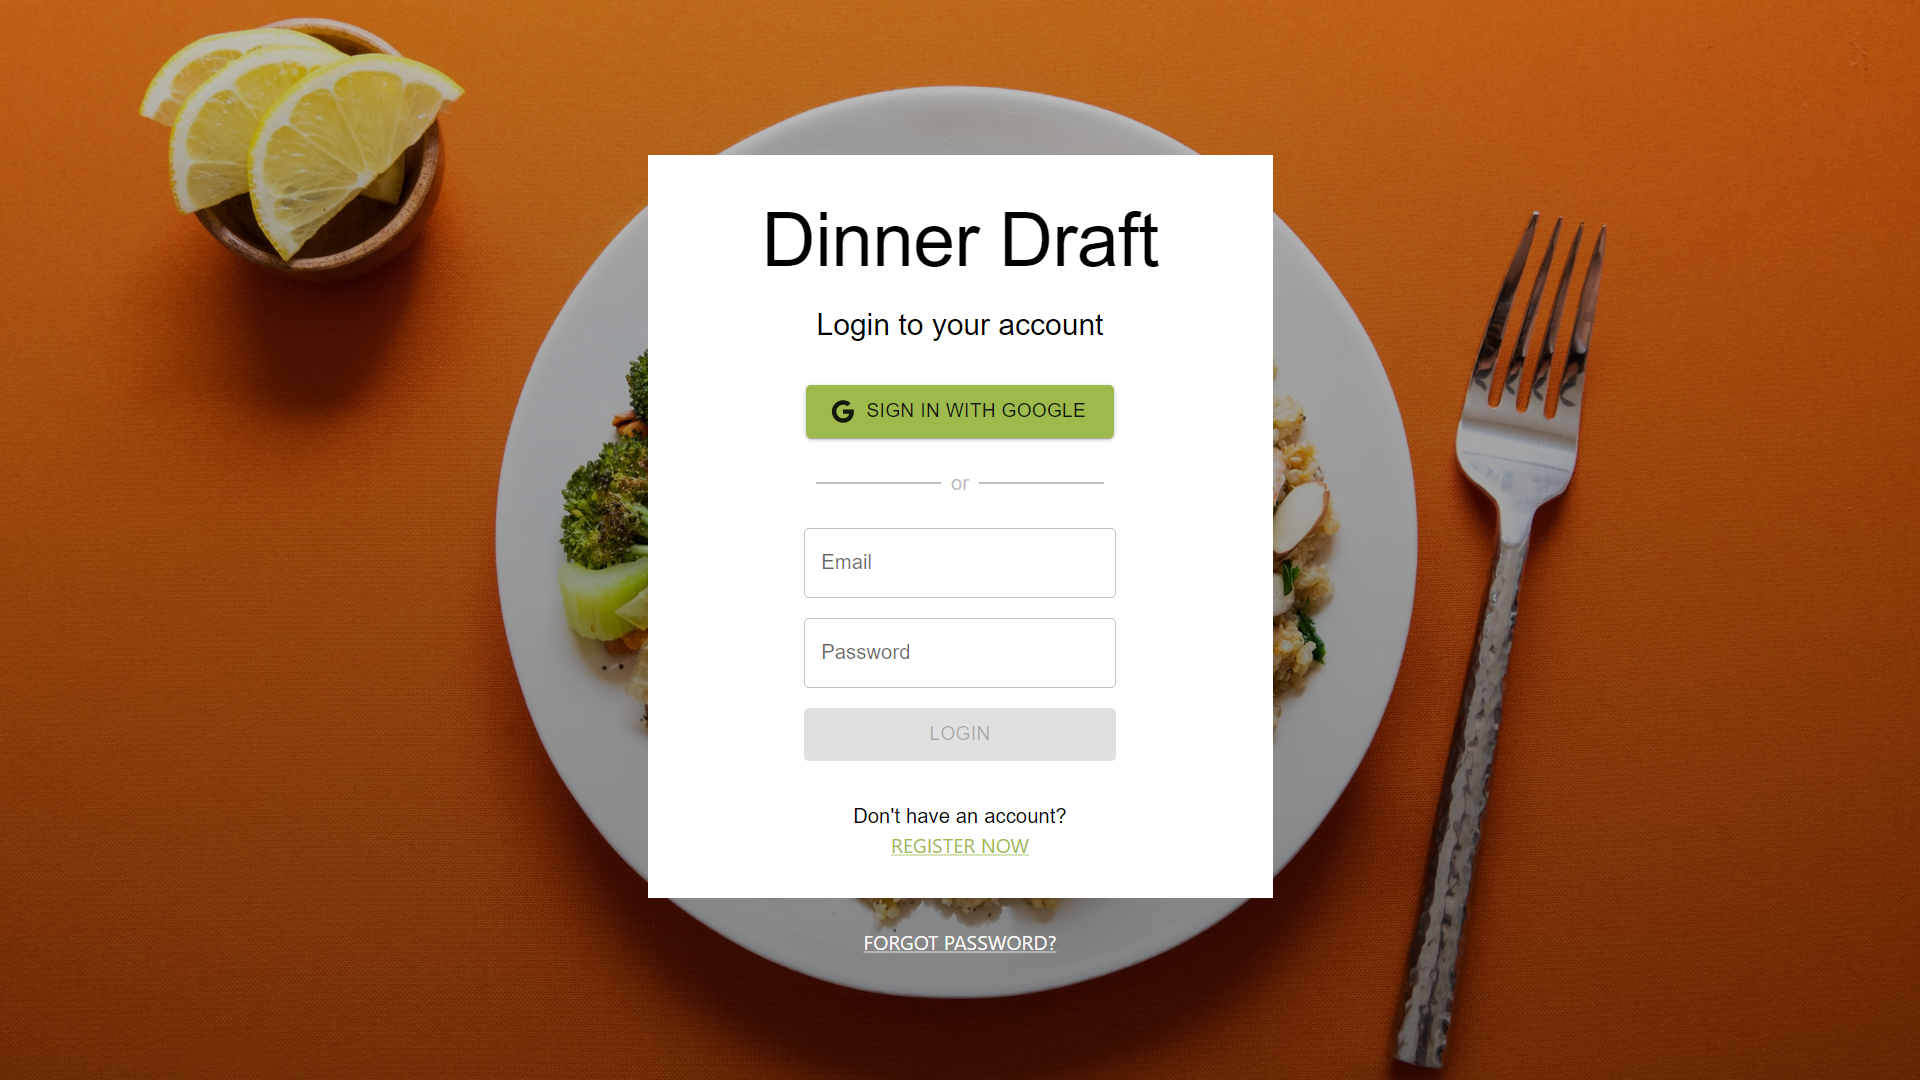 Dinner Draft
Login to your account
SIGN IN WITH GOOGLE
or
Email
Password
LOGIN
Don't have an account?
REGISTER NOW
FORGOT PASSWORD?